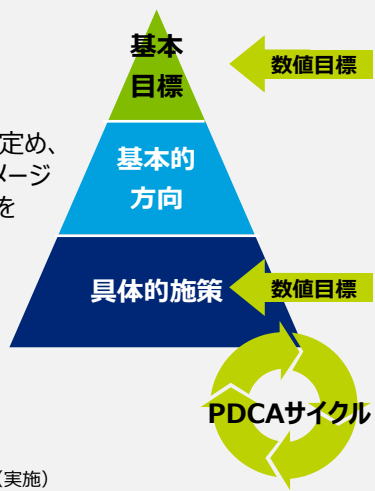 基本
目標
数値目標
定め、
メージ
を
基本的
方向
具体的施策
数値目標
PDCAサイクル
(実施)